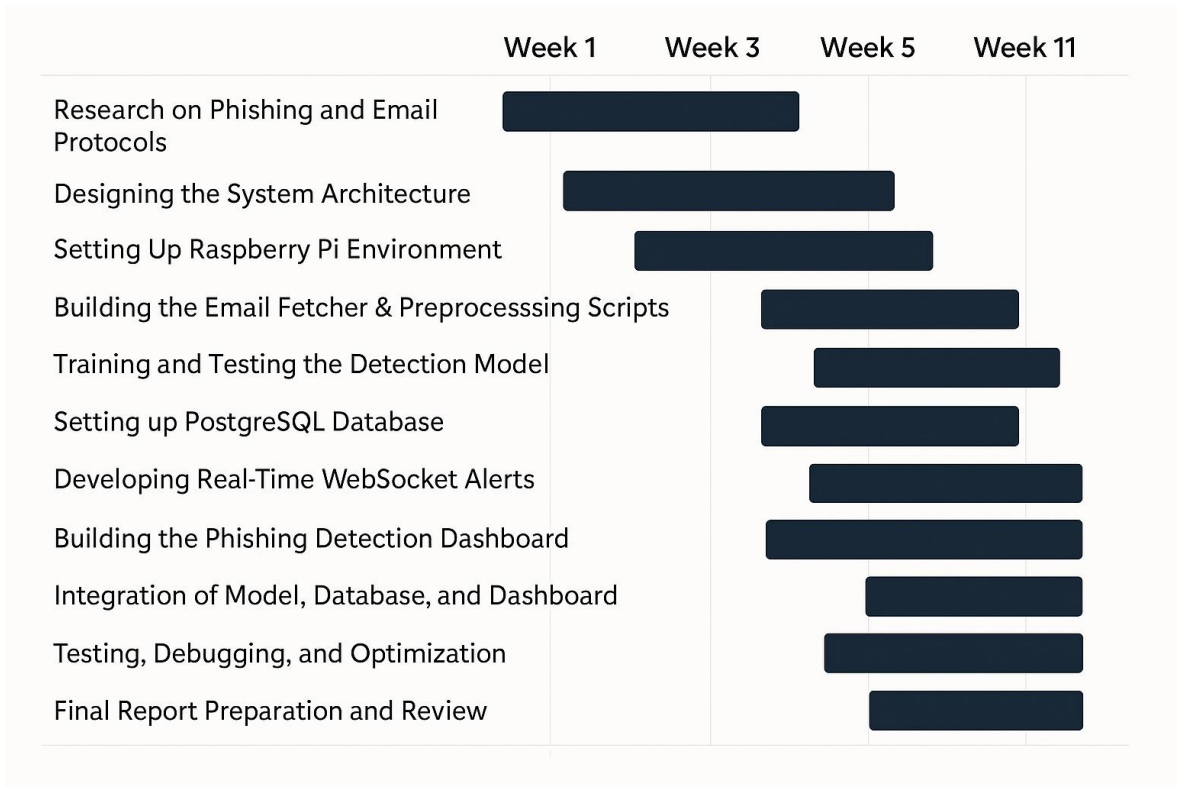 Week 1 Week 3 Week 5 Week 11
Research on Phishing and Email
Protocols
Designing the System Architecture
Setting Up Raspberry Pi Environment
Building the Email Fetcher & Preprocesssing Scripts
Training and Testing the Detection Model
Setting up PostgreSQL Database
Developing Real-Time WebSocket Alerts
Building the Phishing Detection Dashboard
Integration of Model, Database, and Dashboard
Testing, Debugging, and Optimization
Final Report Preparation and Review